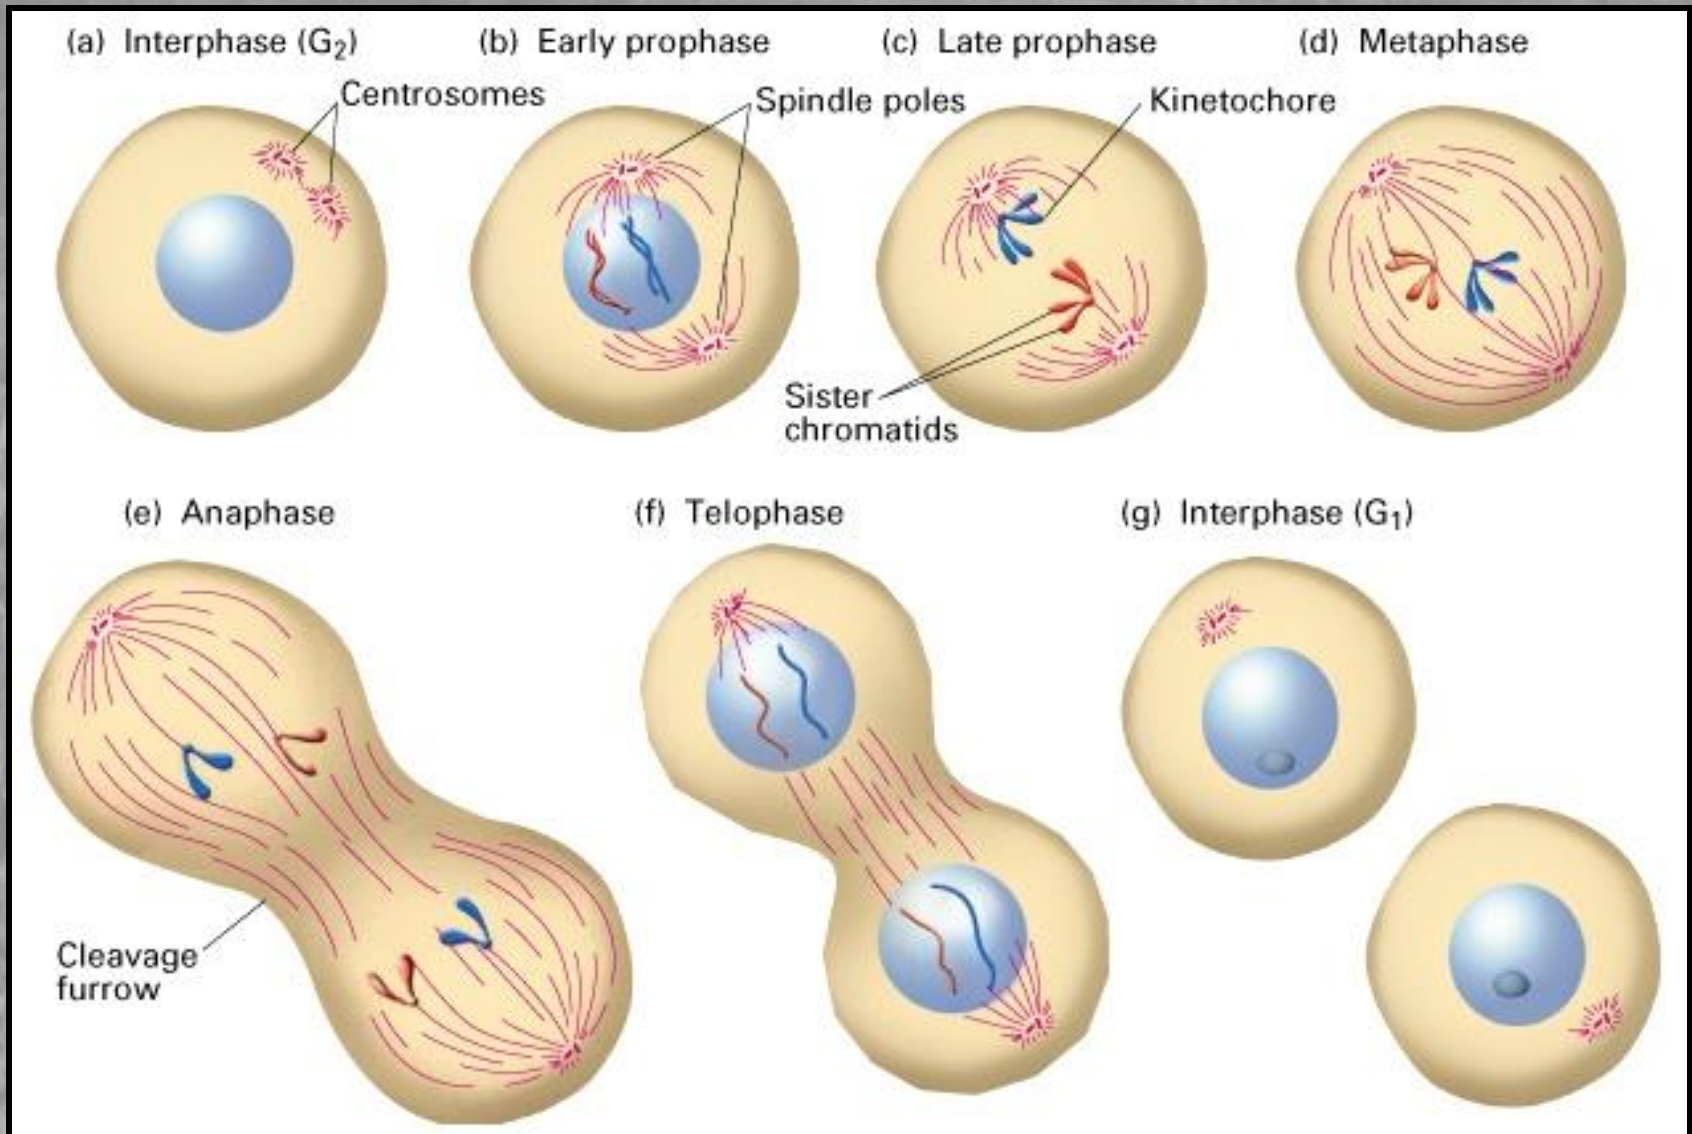 (a) Interphase (G₂)
(b) Early prophase
(c) Late prophase
(d) Metaphase
Centrosomes
Spindle poles
Kinetochore
Sister
chromatids
(e) Anaphase
(f) Telophase
(g) Interphase (G₁)
Cleavage
furrow